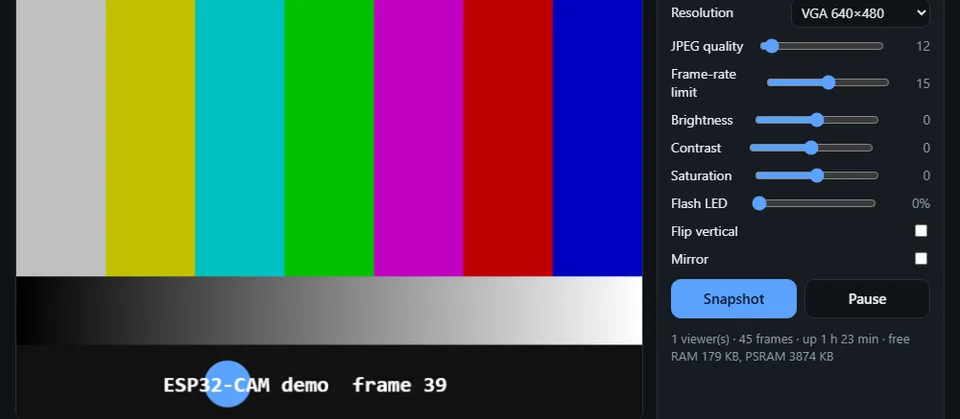 Resolution VGA 640×480
JPEG quality 12
Frame-rate
limit 15
Brightness 0
Contrast 0
Saturation 0
Flash LED 0%
Flip vertical
Mirror
Snapshot Pause
1 viewer(s) · 45 frames · up 1 h 23 min · free
RAM 179 KB, PSRAM 3874 KB
ESP32-CAM demo frame 39